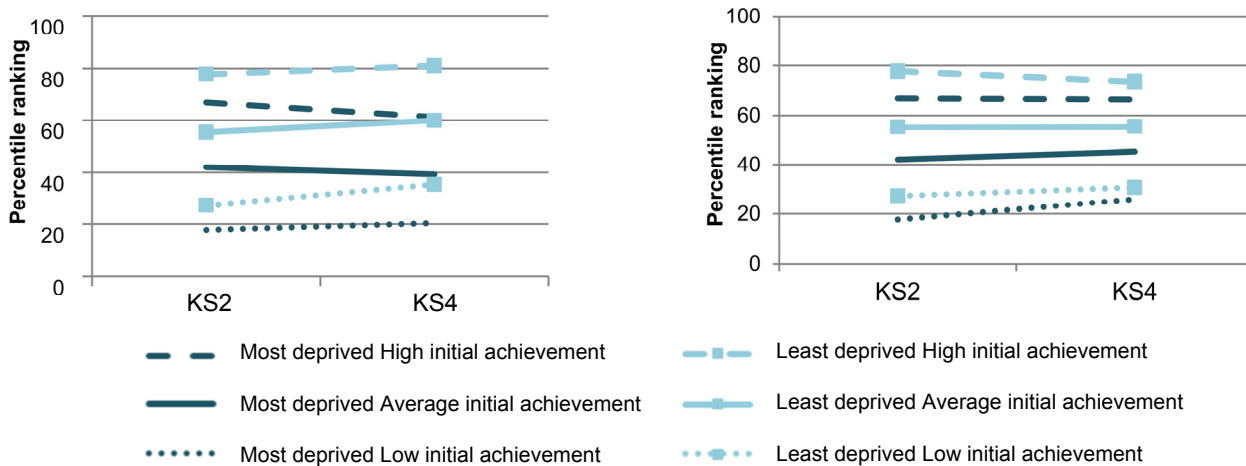 Percentile ranking
100
80
60
40
20
0
KS2 KS4
Percentile ranking
100
80
60
40
20
0
KS2 KS4
Most deprived High initial achievement
Least deprived High initial achievement
Most deprived Average initial achievement
Least deprived Average initial achievement
Most deprived Low initial achievement
Least deprived Low initial achievement